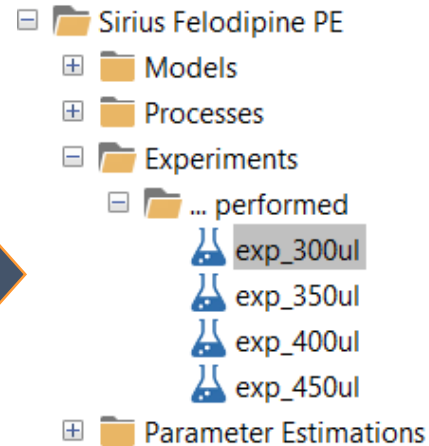 Sirius Felodipine PE
Models
Processes
Experiments
... performed
exp_300ul
exp_350ul
exp_400ul
exp_450ul
Parameter Estimations